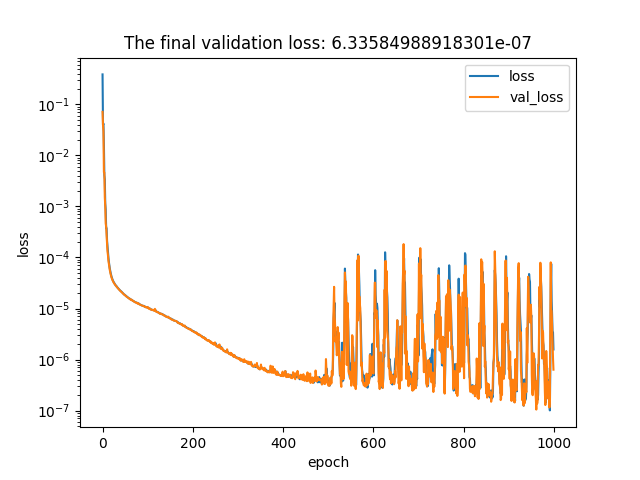 The final validation loss: 6.33584988918301e-07
loss
val_loss
10⁻¹
10⁻²
10⁻³
10⁻⁴
10⁻⁵
10⁻⁶
10⁻⁷
loss
0 200 400 600 800 1000
epoch